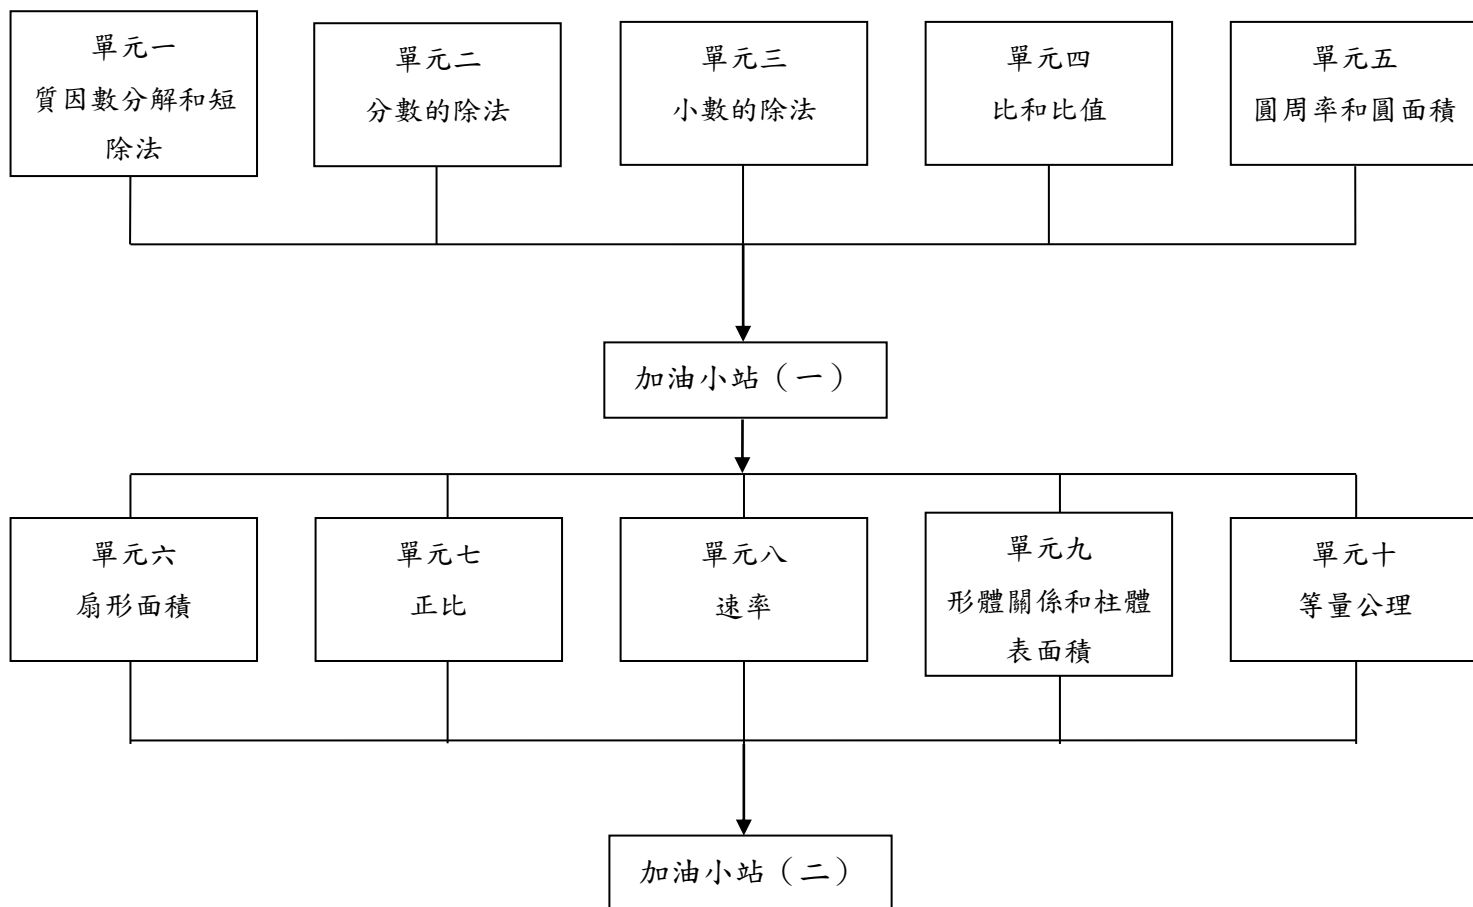 單元一
質因數分解和短
除法
單元二
分數的除法
單元三
小數的除法
單元四
比和比值
單元五
圓周率和圓面積
加油小站（一）
單元六
扇形面積
單元七
正比
單元八
速率
單元九
形體關係和柱體
表面積
單元十
等量公理
加油小站（二）